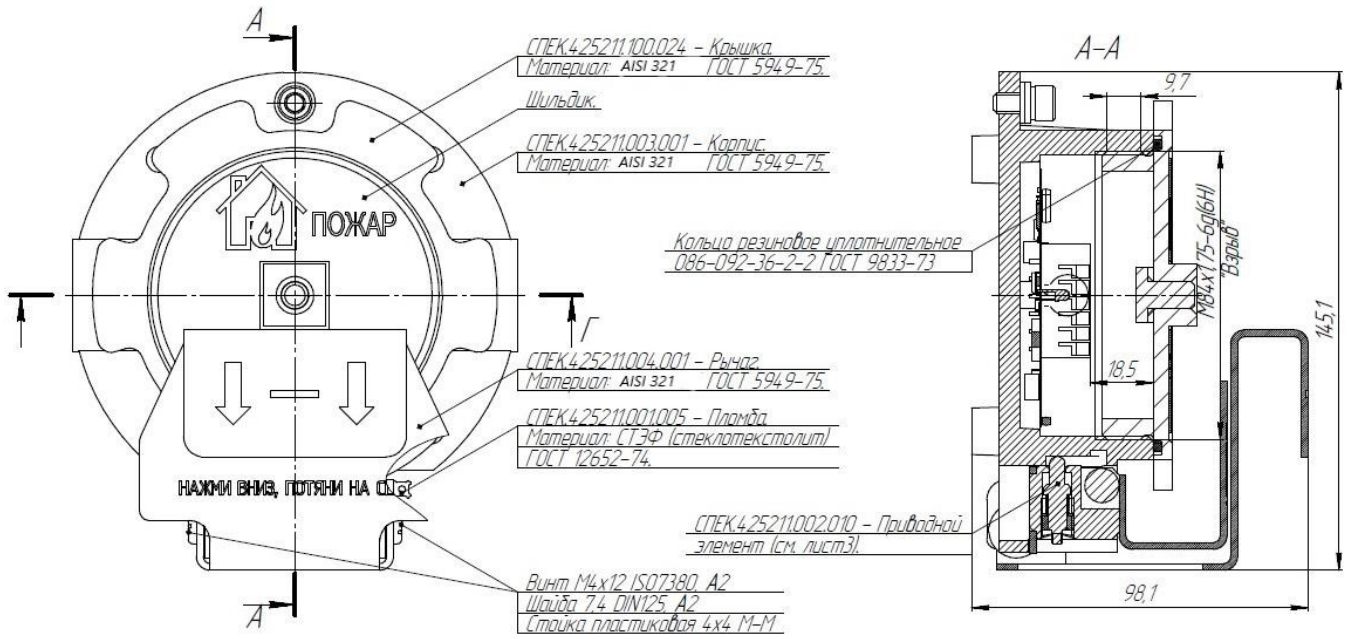 А
СПЕК.425211.100.024 – Крышка.
Материал: AISI 321 ГОСТ 5949-75.
Шильдик.
СПЕК.425211.003.001 – Корпус.
Материал: AISI 321 ГОСТ 5949-75.
ПОЖАР
Кольцо резиновое уплотнительное
086-092-36-2-2 ГОСТ 9833-73
Г
СПЕК.425211.004.001 – Рычаг.
Материал: AISI 321 ГОСТ 5949-75.
СПЕК.425211.001.005 – Пломба.
Материал: СТЭФ (стеклотекстолит)
ГОСТ 12652-74.
НАЖМИ ВНИЗ, ПОТЯНИ НА С
СПЕК.425211.002.010 – Приводной
элемент (см. лист3).
Винт М4х12 ISO7380, А2
Шайба 7,4 DIN125, А2
Стойка пластиковая 4х4 М-М
А
А-А
9,7
М84х1,75-6g(6H)
"Взрыв"
145,1
18,5
98,1